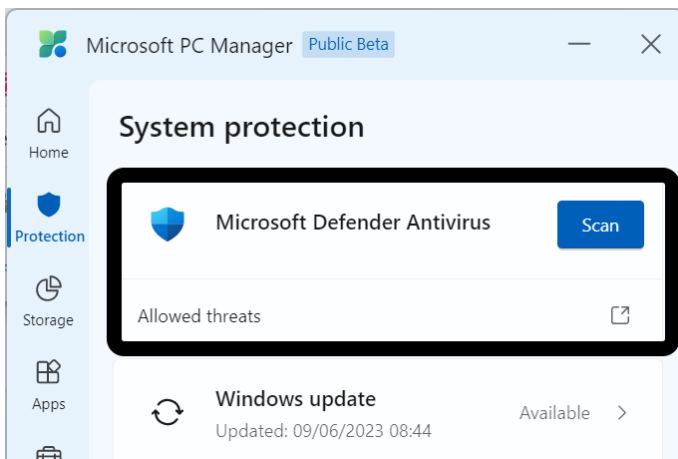 Microsoft PC Manager Public Beta
Home
Protection
Storage
Apps
System protection
Microsoft Defender Antivirus
Scan
Allowed threats
Windows update
Updated: 09/06/2023 08:44
Available